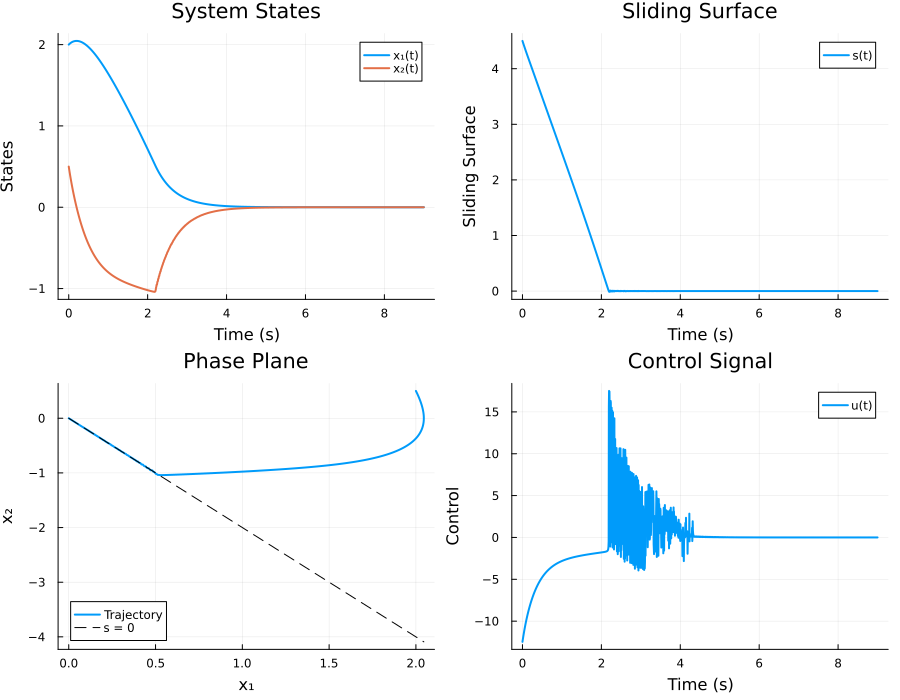 System States
States
2
1
0
−1
0 2 4 6 8
Time (s)
x₁(t)
x₂(t)
Sliding Surface
Sliding Surface
4
3
2
1
0
0 2 4 6 8
Time (s)
s(t)
Phase Plane
x₂
0
−1
−2
−3
−4
0.0 0.5 1.0 1.5 2.0
x₁
Trajectory
s = 0
Control Signal
Control
15
10
5
0
−5
−10
0 2 4 6 8
Time (s)
u(t)